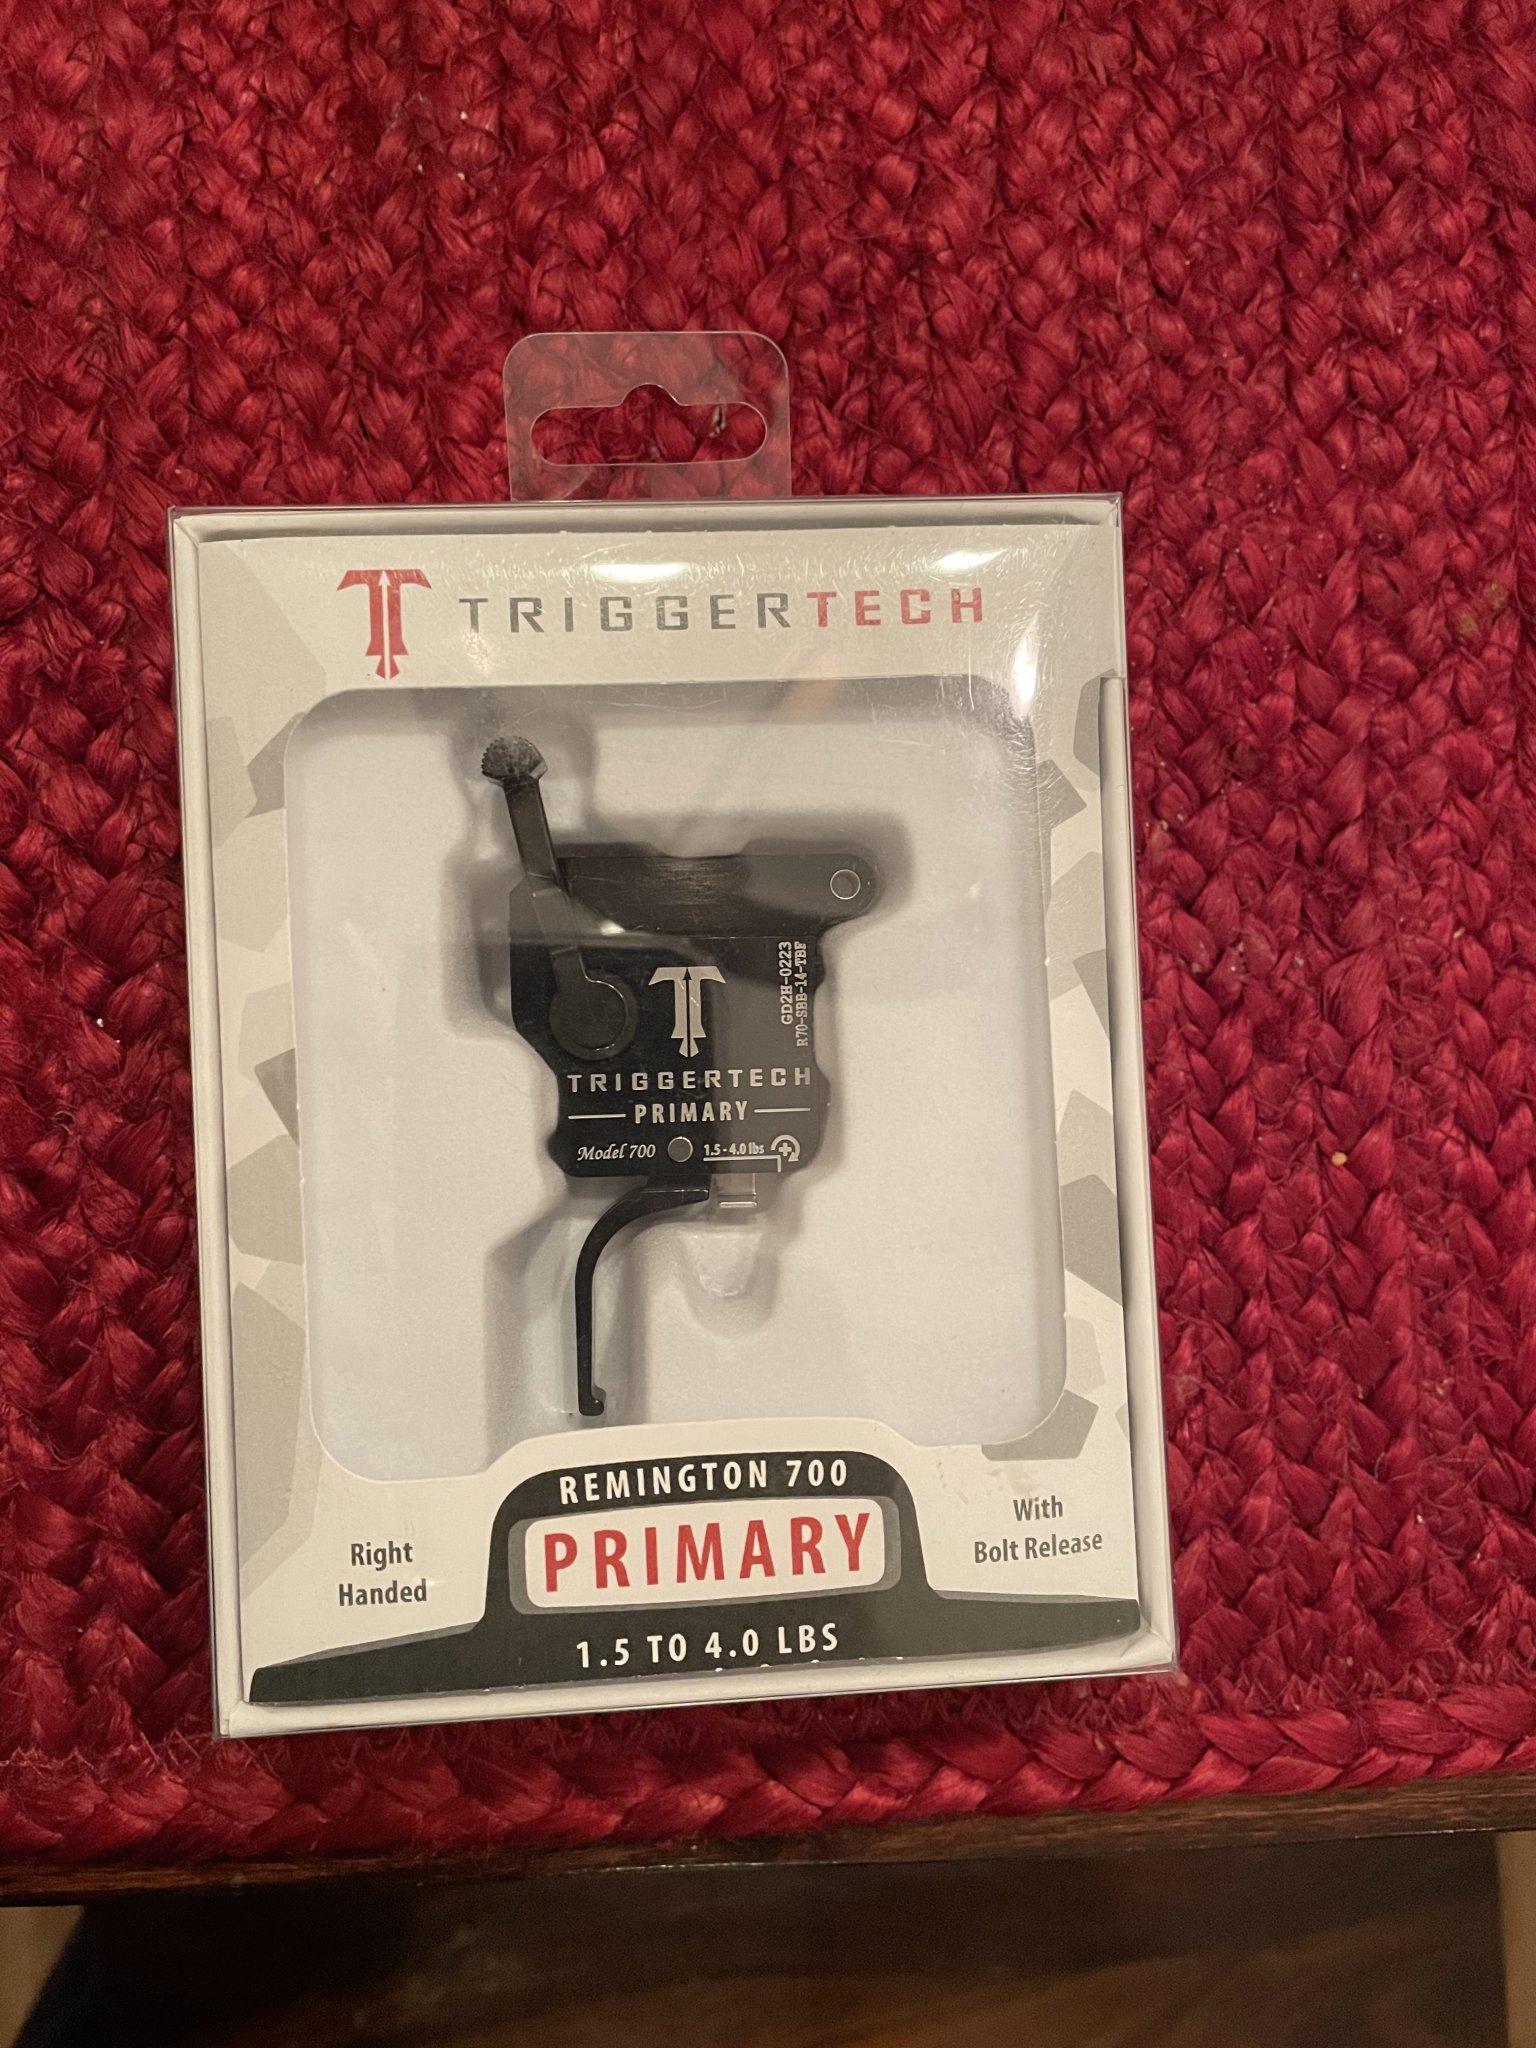 TRIGGERTECH
GD2H-0223
R70-SBB-14-TBF
TRIGGERTECH
PRIMARY
Model 700
1.5 - 4.0 lbs
REMINGTON 700
PRIMARY
1.5 TO 4.0 LBS
Right
Handed
With
Bolt Release